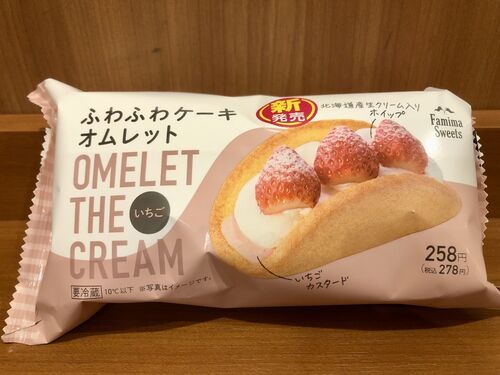 ふわふわケーキ
オムレット
OMELET
THE
いちご
CREAM
新
発売
北海道産生クリーム入り
ホイップ
Famima
Sweets
いちご
カスタード
258円
(税込278円)
要冷蔵 10℃以下 ※写真はイメージです。